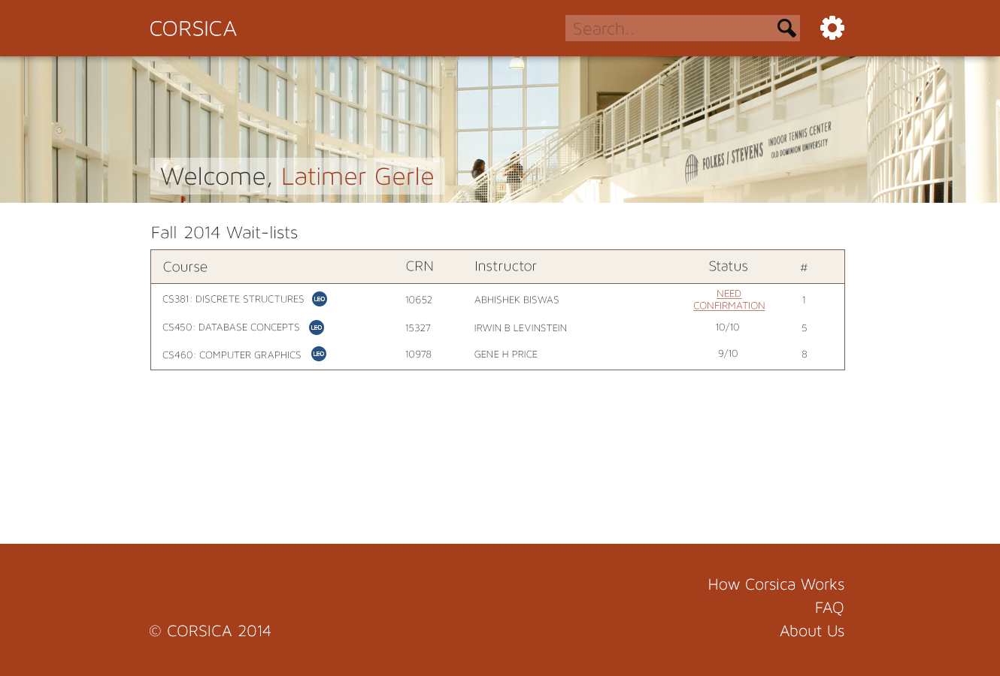 CORSICA
Search..
FOLKES / STEVENS
INDOOR TENNIS CENTER
OLD DOMINION UNIVERSITY
Welcome, Latimer Gerle
Fall 2014 Wait-lists
Course CRN Instructor Status #
CS381: DISCRETE STRUCTURES LEO 10652 ABHISHEK BISWAS NEED CONFIRMATION 1
CS450: DATABASE CONCEPTS LEO 15327 IRWIN B LEVINSTEIN 10/10 5
CS460: COMPUTER GRAPHICS LEO 10978 GENE H PRICE 9/10 8
How Corsica Works
FAQ
© CORSICA 2014 About Us